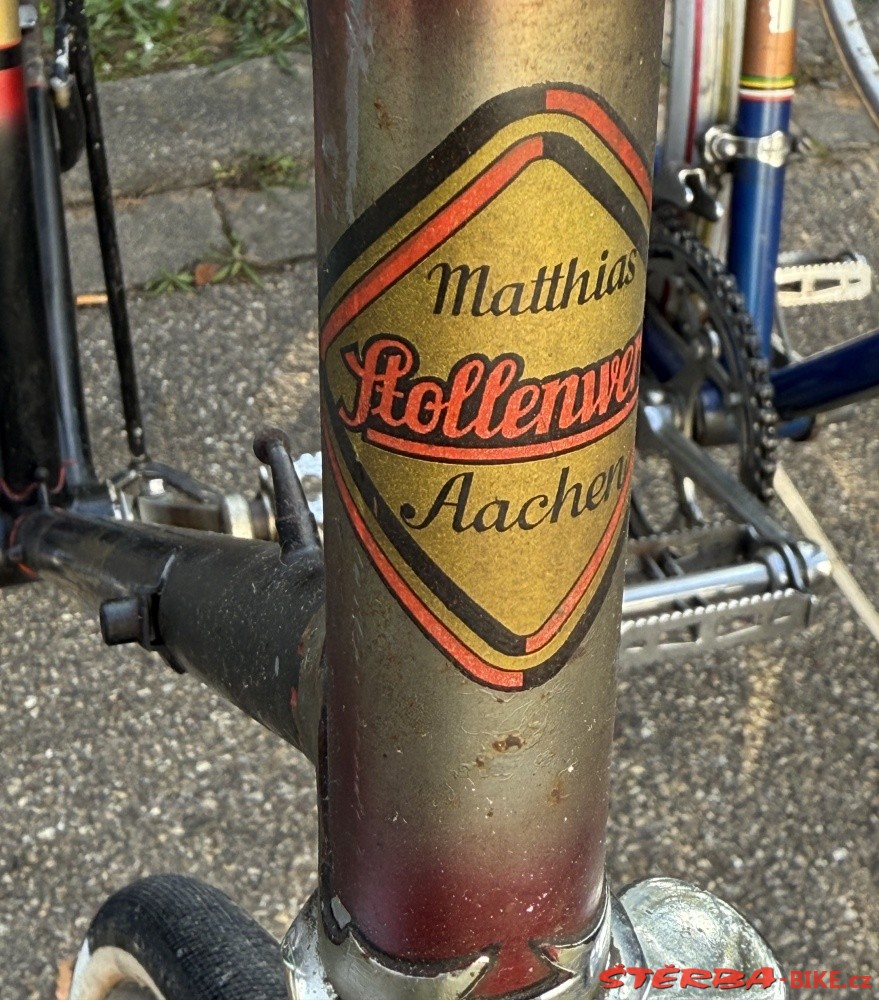 Matthias
Stollenwer
Aachen
ŠTĚRBA-BIKE.cz